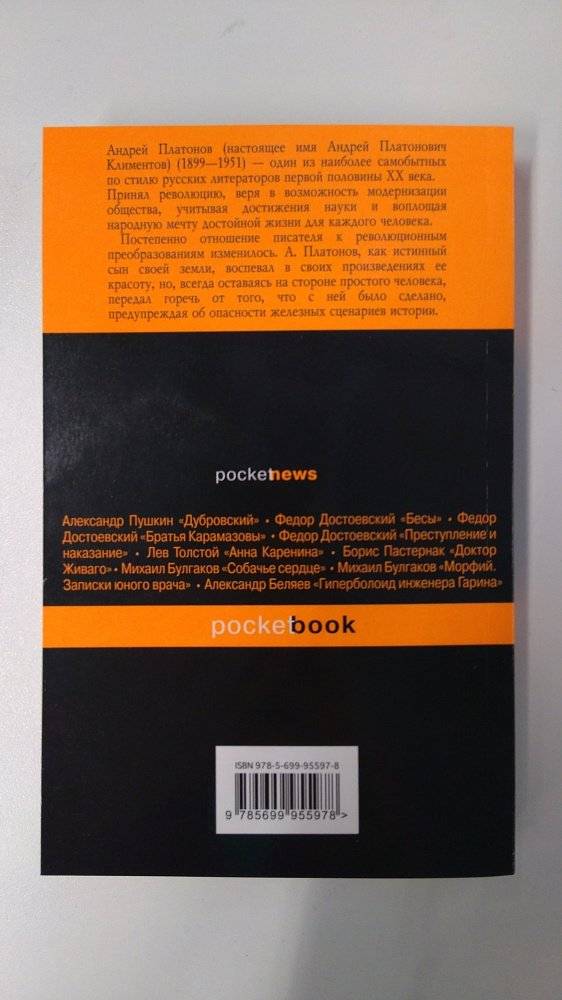 Андрей Платонов (настоящее имя Андрей Платонович
Климентов) (1899—1951) — один из наиболее самобытных
по стилю русских литераторов первой половины XX века.
Принял революцию, веря в возможность модернизации
общества, учитывая достижения науки и воплощая
народную мечту достойной жизни для каждого человека.
Постепенно отношение писателя к революционным
преобразованиям изменилось. А. Платонов, как истинный
сын своей земли, воспевал в своих произведениях ее
красоту, но, всегда оставаясь на стороне простого человека,
передал горечь от того, что с ней было сделано,
предупреждая об опасности железных сценариев истории.
pocketnews
Александр Пушкин «Дубровский» • Федор Достоевский «Бесы» • Федор
Достоевский «Братья Карамазовы» • Федор Достоевский «Преступление и
наказание» • Лев Толстой «Анна Каренина» • Борис Пастернак «Доктор
Живаго» • Михаил Булгаков «Собачье сердце» • Михаил Булгаков «Морфий.
Записки юного врача» • Александр Беляев «Гиперболоид инженера Гарина»
pocketbook
ISBN 978-5-699-95597-8
9 785699 955978 >